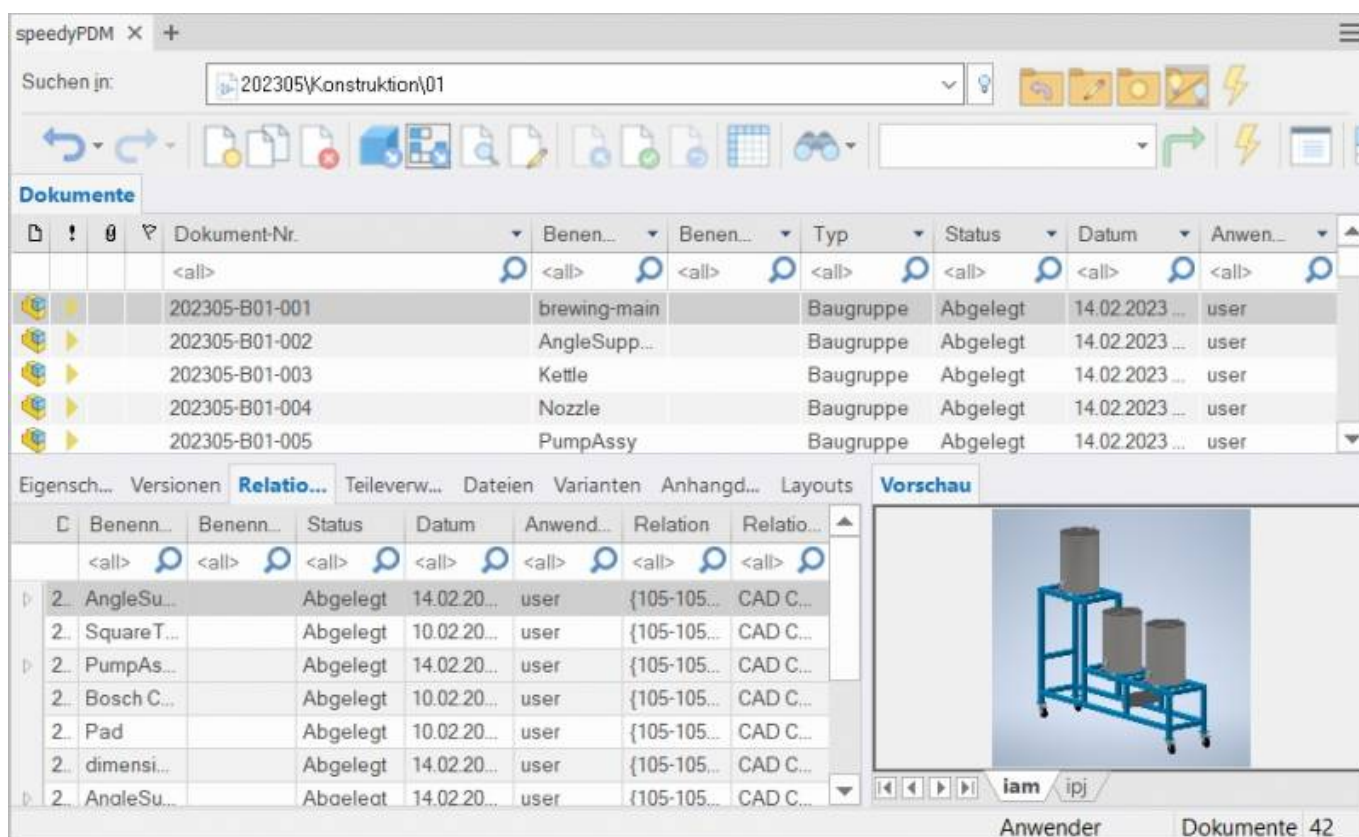 speedyPDM × +
Suchen in: 202305\Konstruktion\01
Dokumente
! Dokument-Nr. Benen... Benen... Typ Status Datum Anwen...
<all> <all> <all> <all> <all> <all> <all>
202305-B01-001 brewing-main Baugruppe Abgelegt 14.02.2023 ... user
202305-B01-002 AngleSupp... Baugruppe Abgelegt 14.02.2023 ... user
202305-B01-003 Kettle Baugruppe Abgelegt 14.02.2023 ... user
202305-B01-004 Nozzle Baugruppe Abgelegt 14.02.2023 ... user
202305-B01-005 PumpAssy Baugruppe Abgelegt 14.02.2023 ... user
Eigensch... Versionen Relatio... Teileverw... Dateien Varianten Anhangd... Layouts Vorschau
Benenn... Benenn... Status Datum Anwend... Relation Relatio...
<all> <all> <all> <all> <all> <all> <all>
2.. AngleSu... Abgelegt 14.02.20... user {105-105... CAD C...
2.. SquareT... Abgelegt 10.02.20... user {105-105... CAD C...
2.. PumpAs... Abgelegt 14.02.20... user {105-105... CAD C...
2.. Bosch C... Abgelegt 10.02.20... user {105-105... CAD C...
2.. Pad Abgelegt 10.02.20... user {105-105... CAD C...
2.. dimensi... Abgelegt 14.02.20... user {105-105... CAD C...
2.. AngleSu... Abgelegt 14.02.20... user {105-105... CAD C...
iam ipj
Anwender Dokumente 42